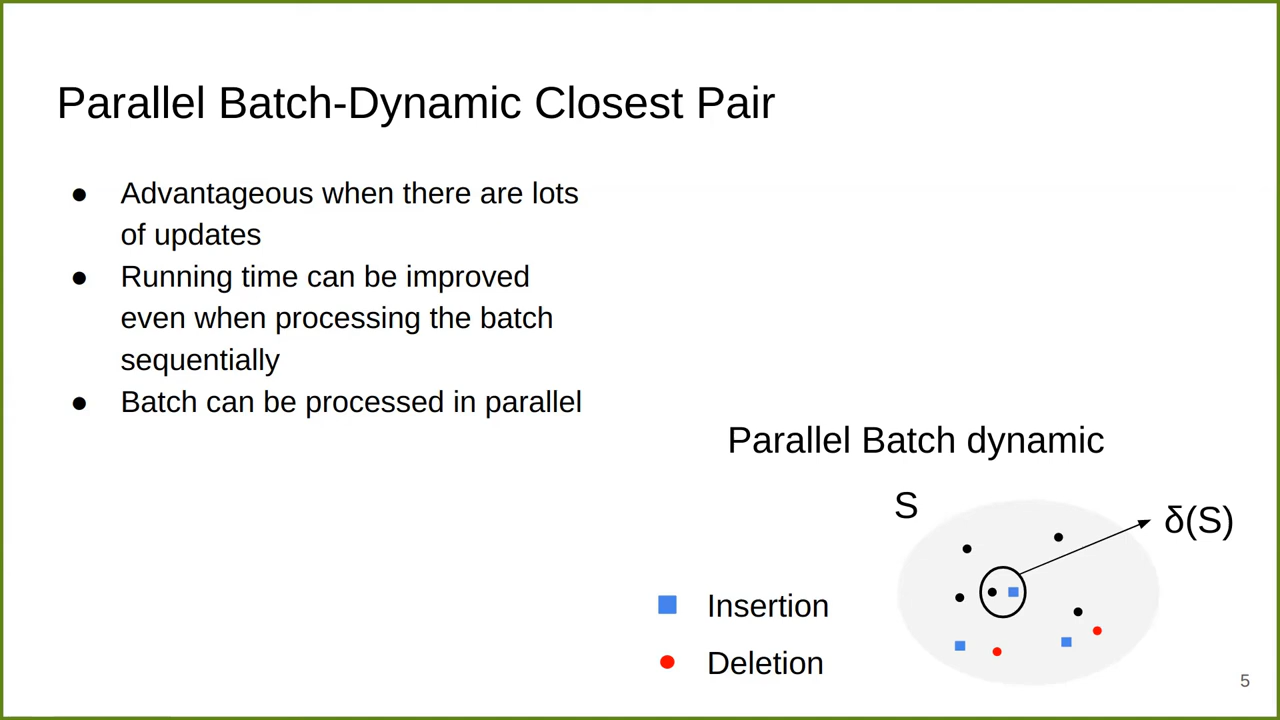 Parallel Batch-Dynamic Closest Pair
● Advantageous when there are lots
of updates
● Running time can be improved
even when processing the batch
sequentially
● Batch can be processed in parallel
Parallel Batch dynamic
S
δ(S)
Insertion
Deletion
5